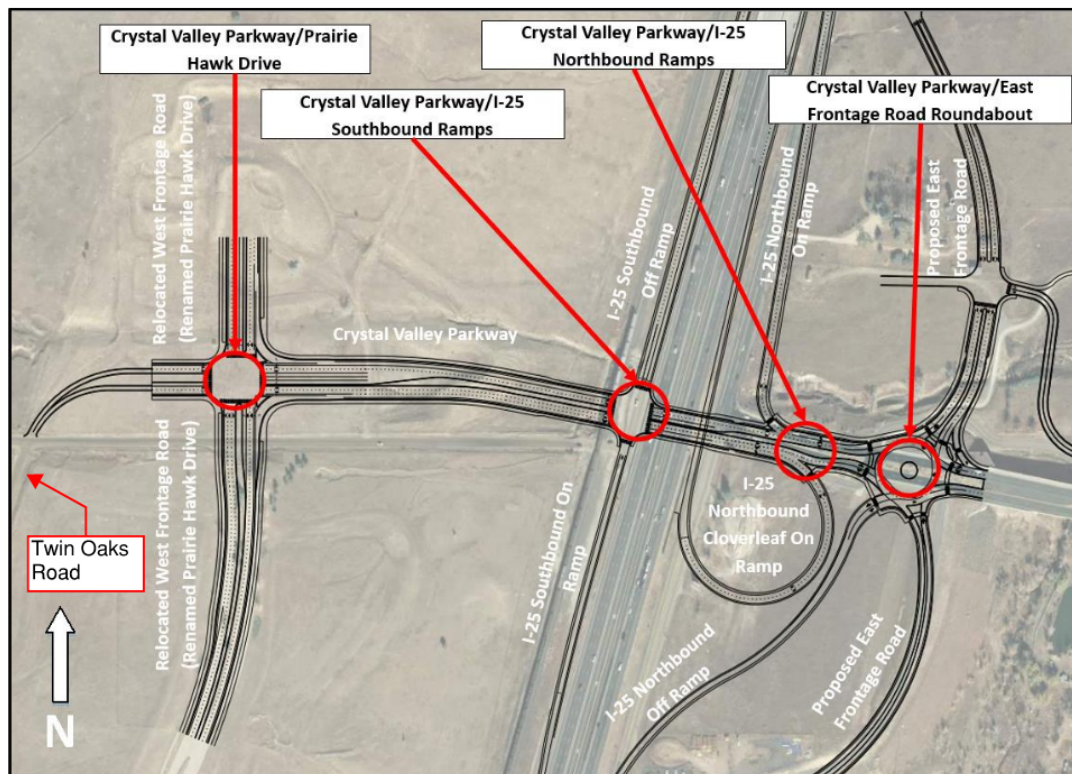 Crystal Valley Parkway/Prairie
Hawk Drive
Crystal Valley Parkway/I-25
Southbound Ramps
Crystal Valley Parkway/I-25
Northbound Ramps
Crystal Valley Parkway/East
Frontage Road Roundabout
Relocated West Frontage Road
(Renamed Prairie Hawk Drive)
Crystal Valley Parkway
I-25 Southbound
Off Ramp
I-25 Northbound
On Ramp
Proposed East
Frontage Road
Relocated West Frontage Road
(Renamed Prairie Hawk Drive)
Twin Oaks
Road
I-25 Southbound On
Ramp
I-25
Northbound
Cloverleaf On
Ramp
I-25 Northbound
Off Ramp
Proposed East
Frontage Road
N